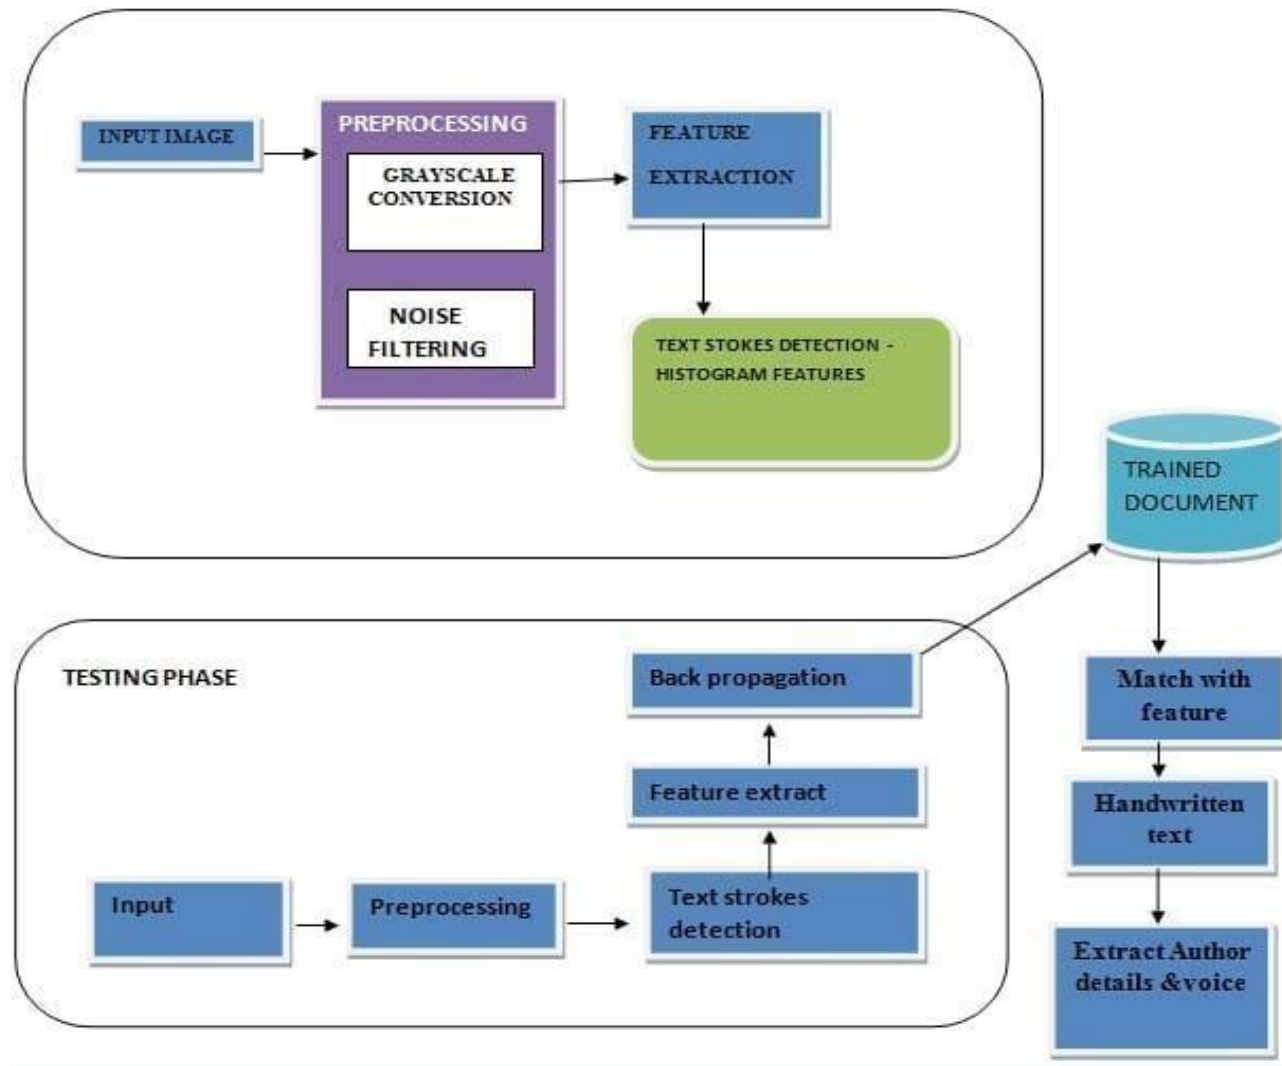 INPUT IMAGE
PREPROCESSING
GRAYSCALE
CONVERSION
NOISE
FILTERING
FEATURE
EXTRACTION
TEXT STOKES DETECTION -
HISTOGRAM FEATURES
TRAINED
DOCUMENT
TESTING PHASE
Input
Preprocessing
Text strokes
detection
Feature extract
Back propagation
Match with
feature
Handwritten
text
Extract Author
details &voice